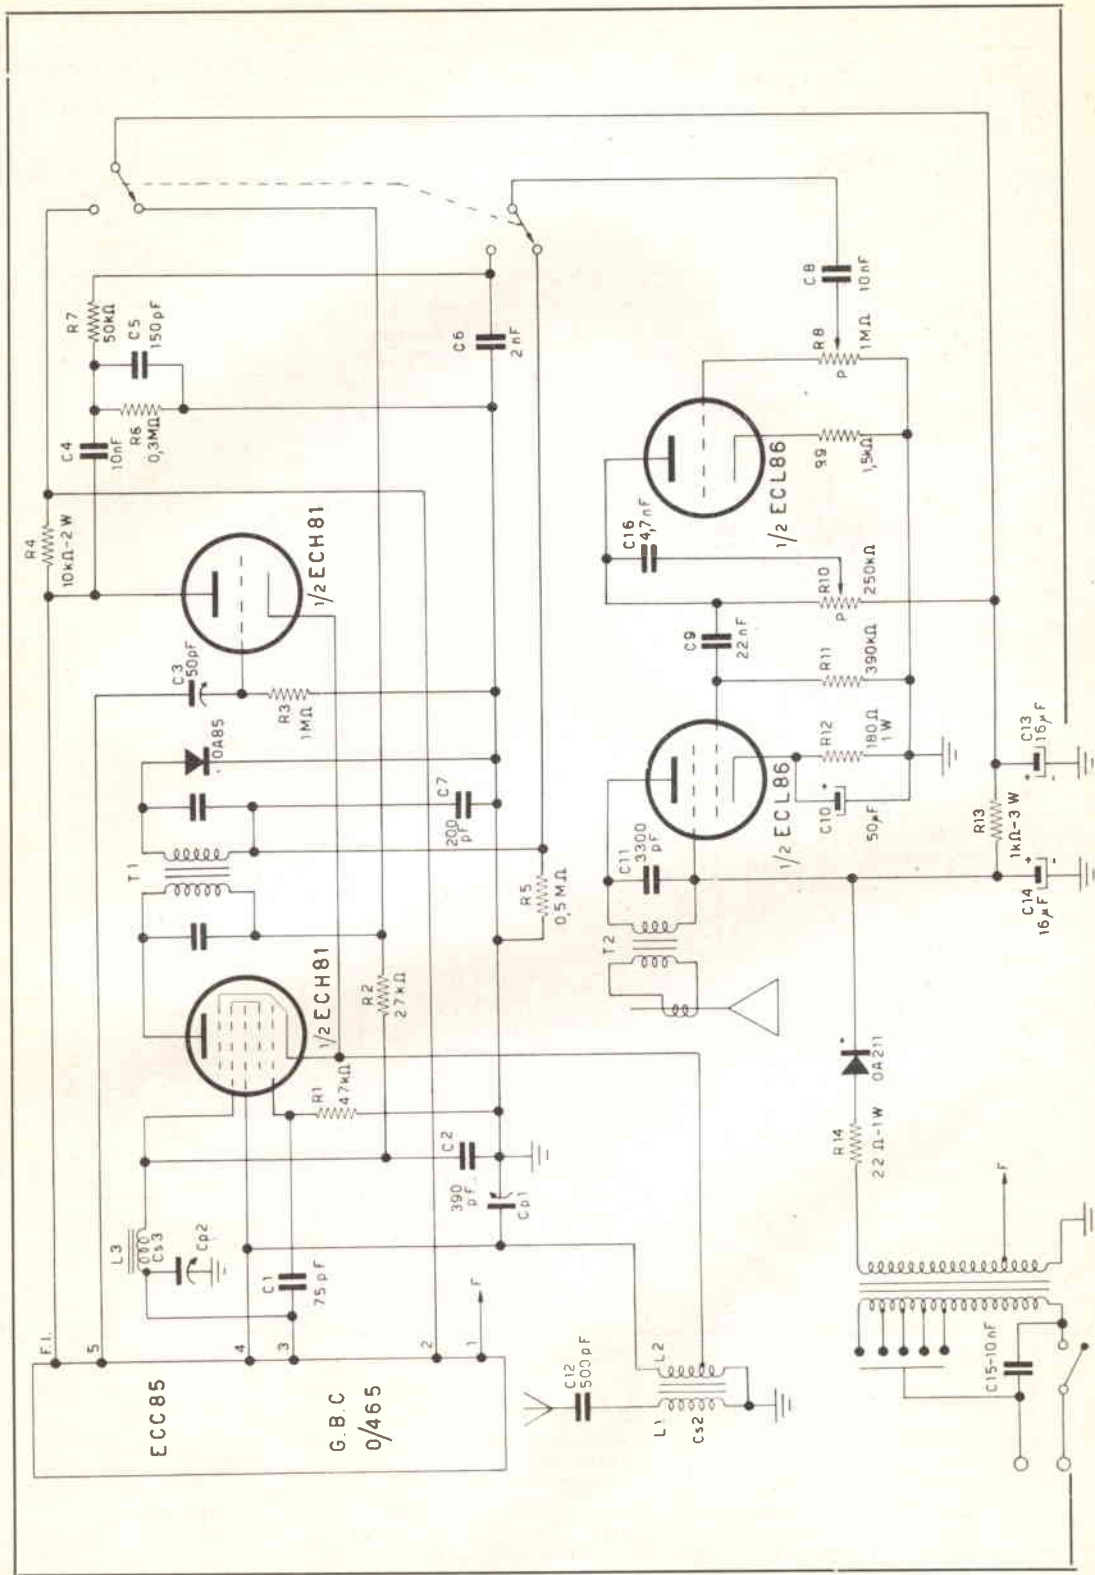 ECC85
G.B.C
0/465
F.I.
5
4
3
2
1
F
L3
Cs3
Cp2
C1
75pF
R1
47kΩ
1/2 ECH81
C2
390
pF.
Cp1
R2
27kΩ
T1
OA85
C3
50pF
R3
1MΩ
1/2 ECH81
R4
10kΩ-2W
C4
10nF
R6
0,3MΩ
C5
150pF
R7
50kΩ
C6
2nF
C7
200
pF
R5
0,5MΩ
C12
500pF
L1
L2
Cs2
T2
C11
3300
pF
1/2 ECL86
C9
22nF
C16
4,7nF
1/2 ECL86
C8
10nF
R8
1MΩ
P
99
1,5kΩ
R10
250kΩ
P
R11
390kΩ
R12
180Ω
1W
C10
+
50µF
R13
1kΩ-3W
C13
16µF
+
-
C14
16µF
+
-
R14
22Ω-1W
+
OA211
F
C15-10nF